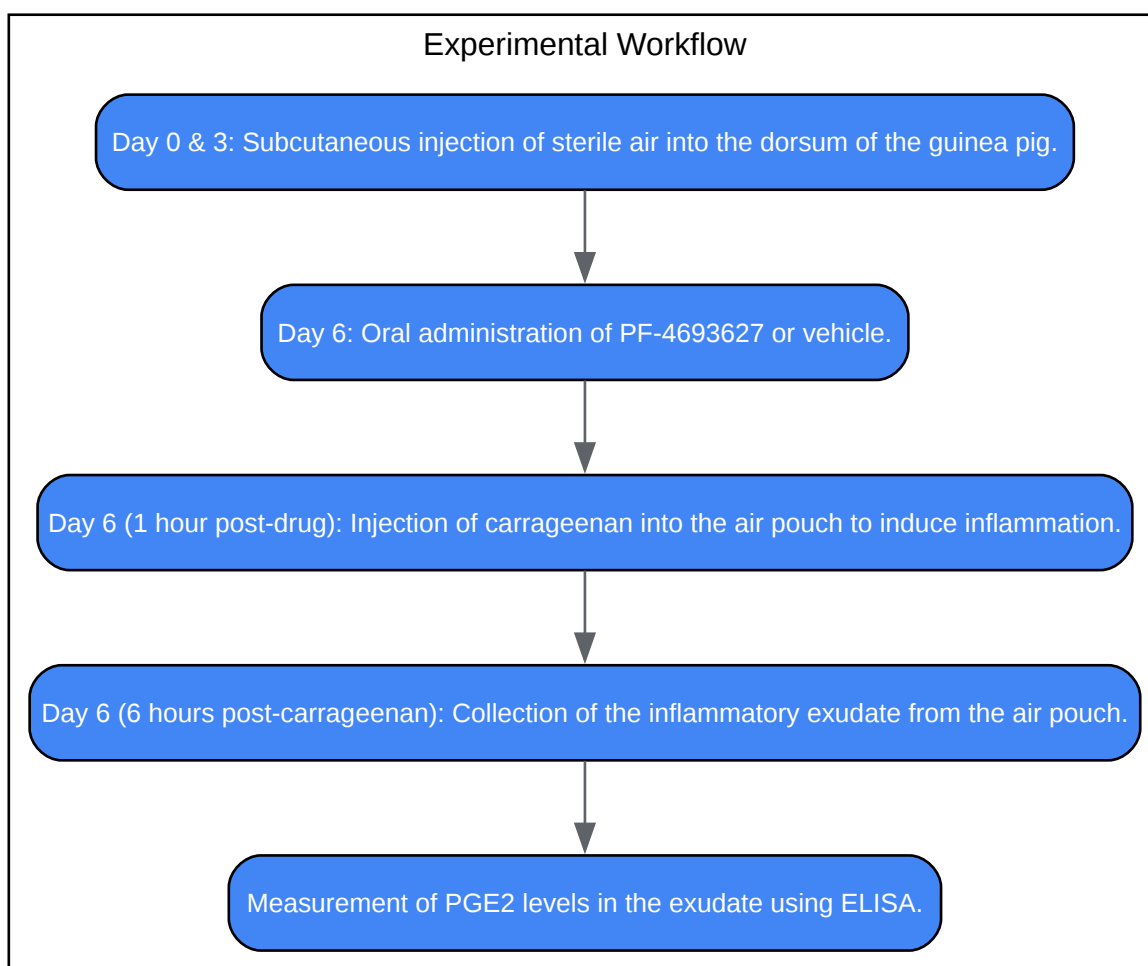 Experimental Workflow
Day 0 & 3: Subcutaneous injection of sterile air into the dorsum of the guinea pig.
Day 6: Oral administration of PF-4693627 or vehicle.
Day 6 (1 hour post-drug): Injection of carrageenan into the air pouch to induce inflammation.
Day 6 (6 hours post-carrageenan): Collection of the inflammatory exudate from the air pouch.
Measurement of PGE2 levels in the exudate using ELISA.